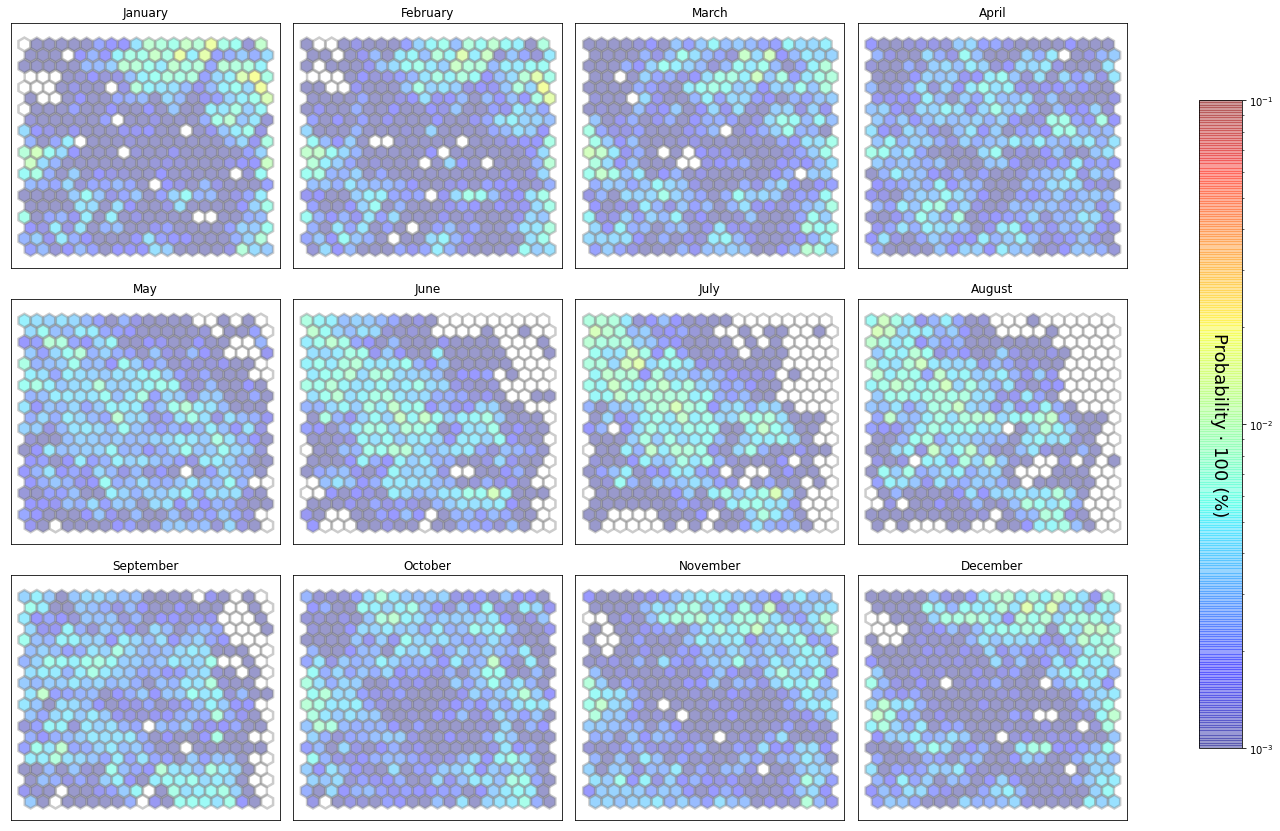 January
February
March
April
May
June
July
August
September
October
November
December
10⁻¹
10⁻²
10⁻³
Probability · 100 (%)